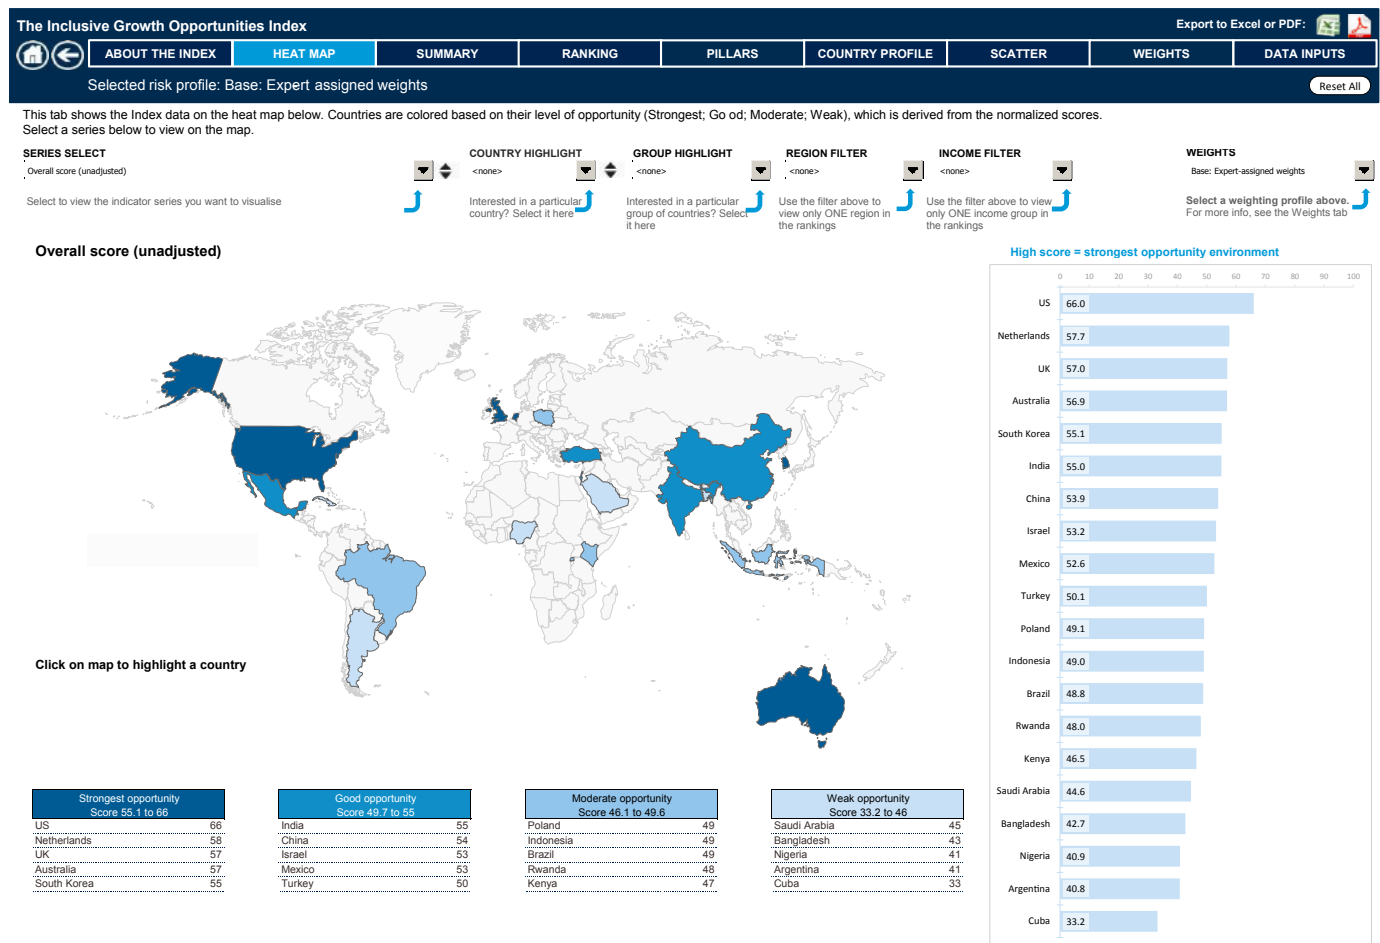 The Inclusive Growth Opportunities Index
Export to Excel or PDF:
ABOUT THE INDEX HEAT MAP SUMMARY RANKING PILLARS COUNTRY PROFILE SCATTER WEIGHTS DATA INPUTS
Selected risk profile: Base: Expert assigned weights
Reset All
This tab shows the Index data on the heat map below. Countries are colored based on their level of opportunity (Strongest; Go od; Moderate; Weak), which is derived from the normalized scores.
Select a series below to view on the map.
SERIES SELECT COUNTRY HIGHLIGHT GROUP HIGHLIGHT REGION FILTER INCOME FILTER WEIGHTS
Overall score (unadjusted) <none> <none> <none> <none> Base: Expert-assigned weights
Select to view the indicator series you want to visualise
Interested in a particular
country? Select it here
Interested in a particular
group of countries? Select
it here
Use the filter above to
view only ONE region in
the rankings
Use the filter above to view
only ONE income group in
the rankings
Select a weighting profile above.
For more info, see the Weights tab
Overall score (unadjusted)
High score = strongest opportunity environment
0 10 20 30 40 50 60 70 80 90 100
US 66.0
Netherlands 57.7
UK 57.0
Australia 56.9
South Korea 55.1
India 55.0
China 53.9
Israel 53.2
Mexico 52.6
Turkey 50.1
Poland 49.1
Indonesia 49.0
Brazil 48.8
Rwanda 48.0
Kenya 46.5
Saudi Arabia 44.6
Bangladesh 42.7
Nigeria 40.9
Argentina 40.8
Cuba 33.2
Click on map to highlight a country
Strongest opportunity
Score 55.1 to 66
US 66
Netherlands 58
UK 57
Australia 57
South Korea 55
Good opportunity
Score 49.7 to 55
India 55
China 54
Israel 53
Mexico 53
Turkey 50
Moderate opportunity
Score 46.1 to 49.6
Poland 49
Indonesia 49
Brazil 49
Rwanda 48
Kenya 47
Weak opportunity
Score 33.2 to 46
Saudi Arabia 45
Bangladesh 43
Nigeria 41
Argentina 41
Cuba 33